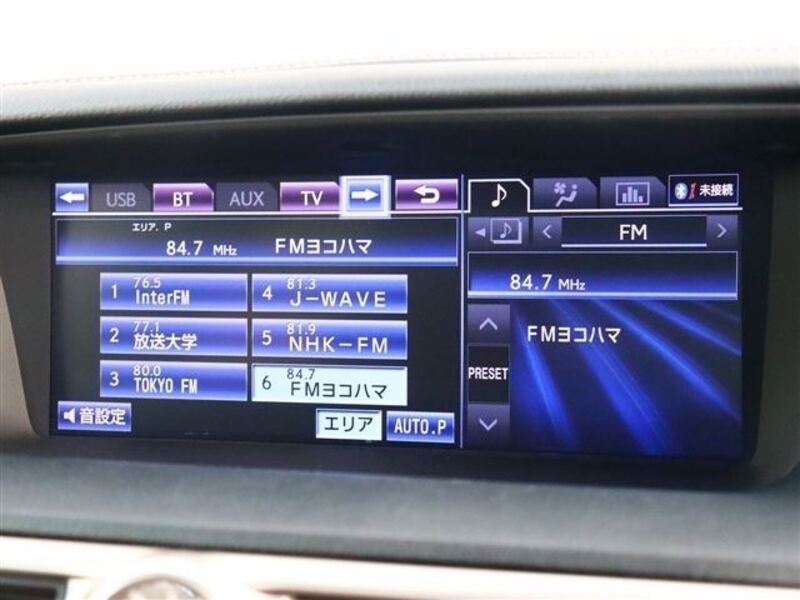 USB BT AUX TV
未接続
エリア. P
84.7 MHz FMヨコハマ
1 76.5 InterFM
4 81.3 J-WAVE
2 77.1 放送大学
5 81.9 NHK-FM
3 80.0 TOKYO FM
6 84.7 FMヨコハマ
音設定
エリア AUTO.P
FM
84.7 MHz
FMヨコハマ
PRESET